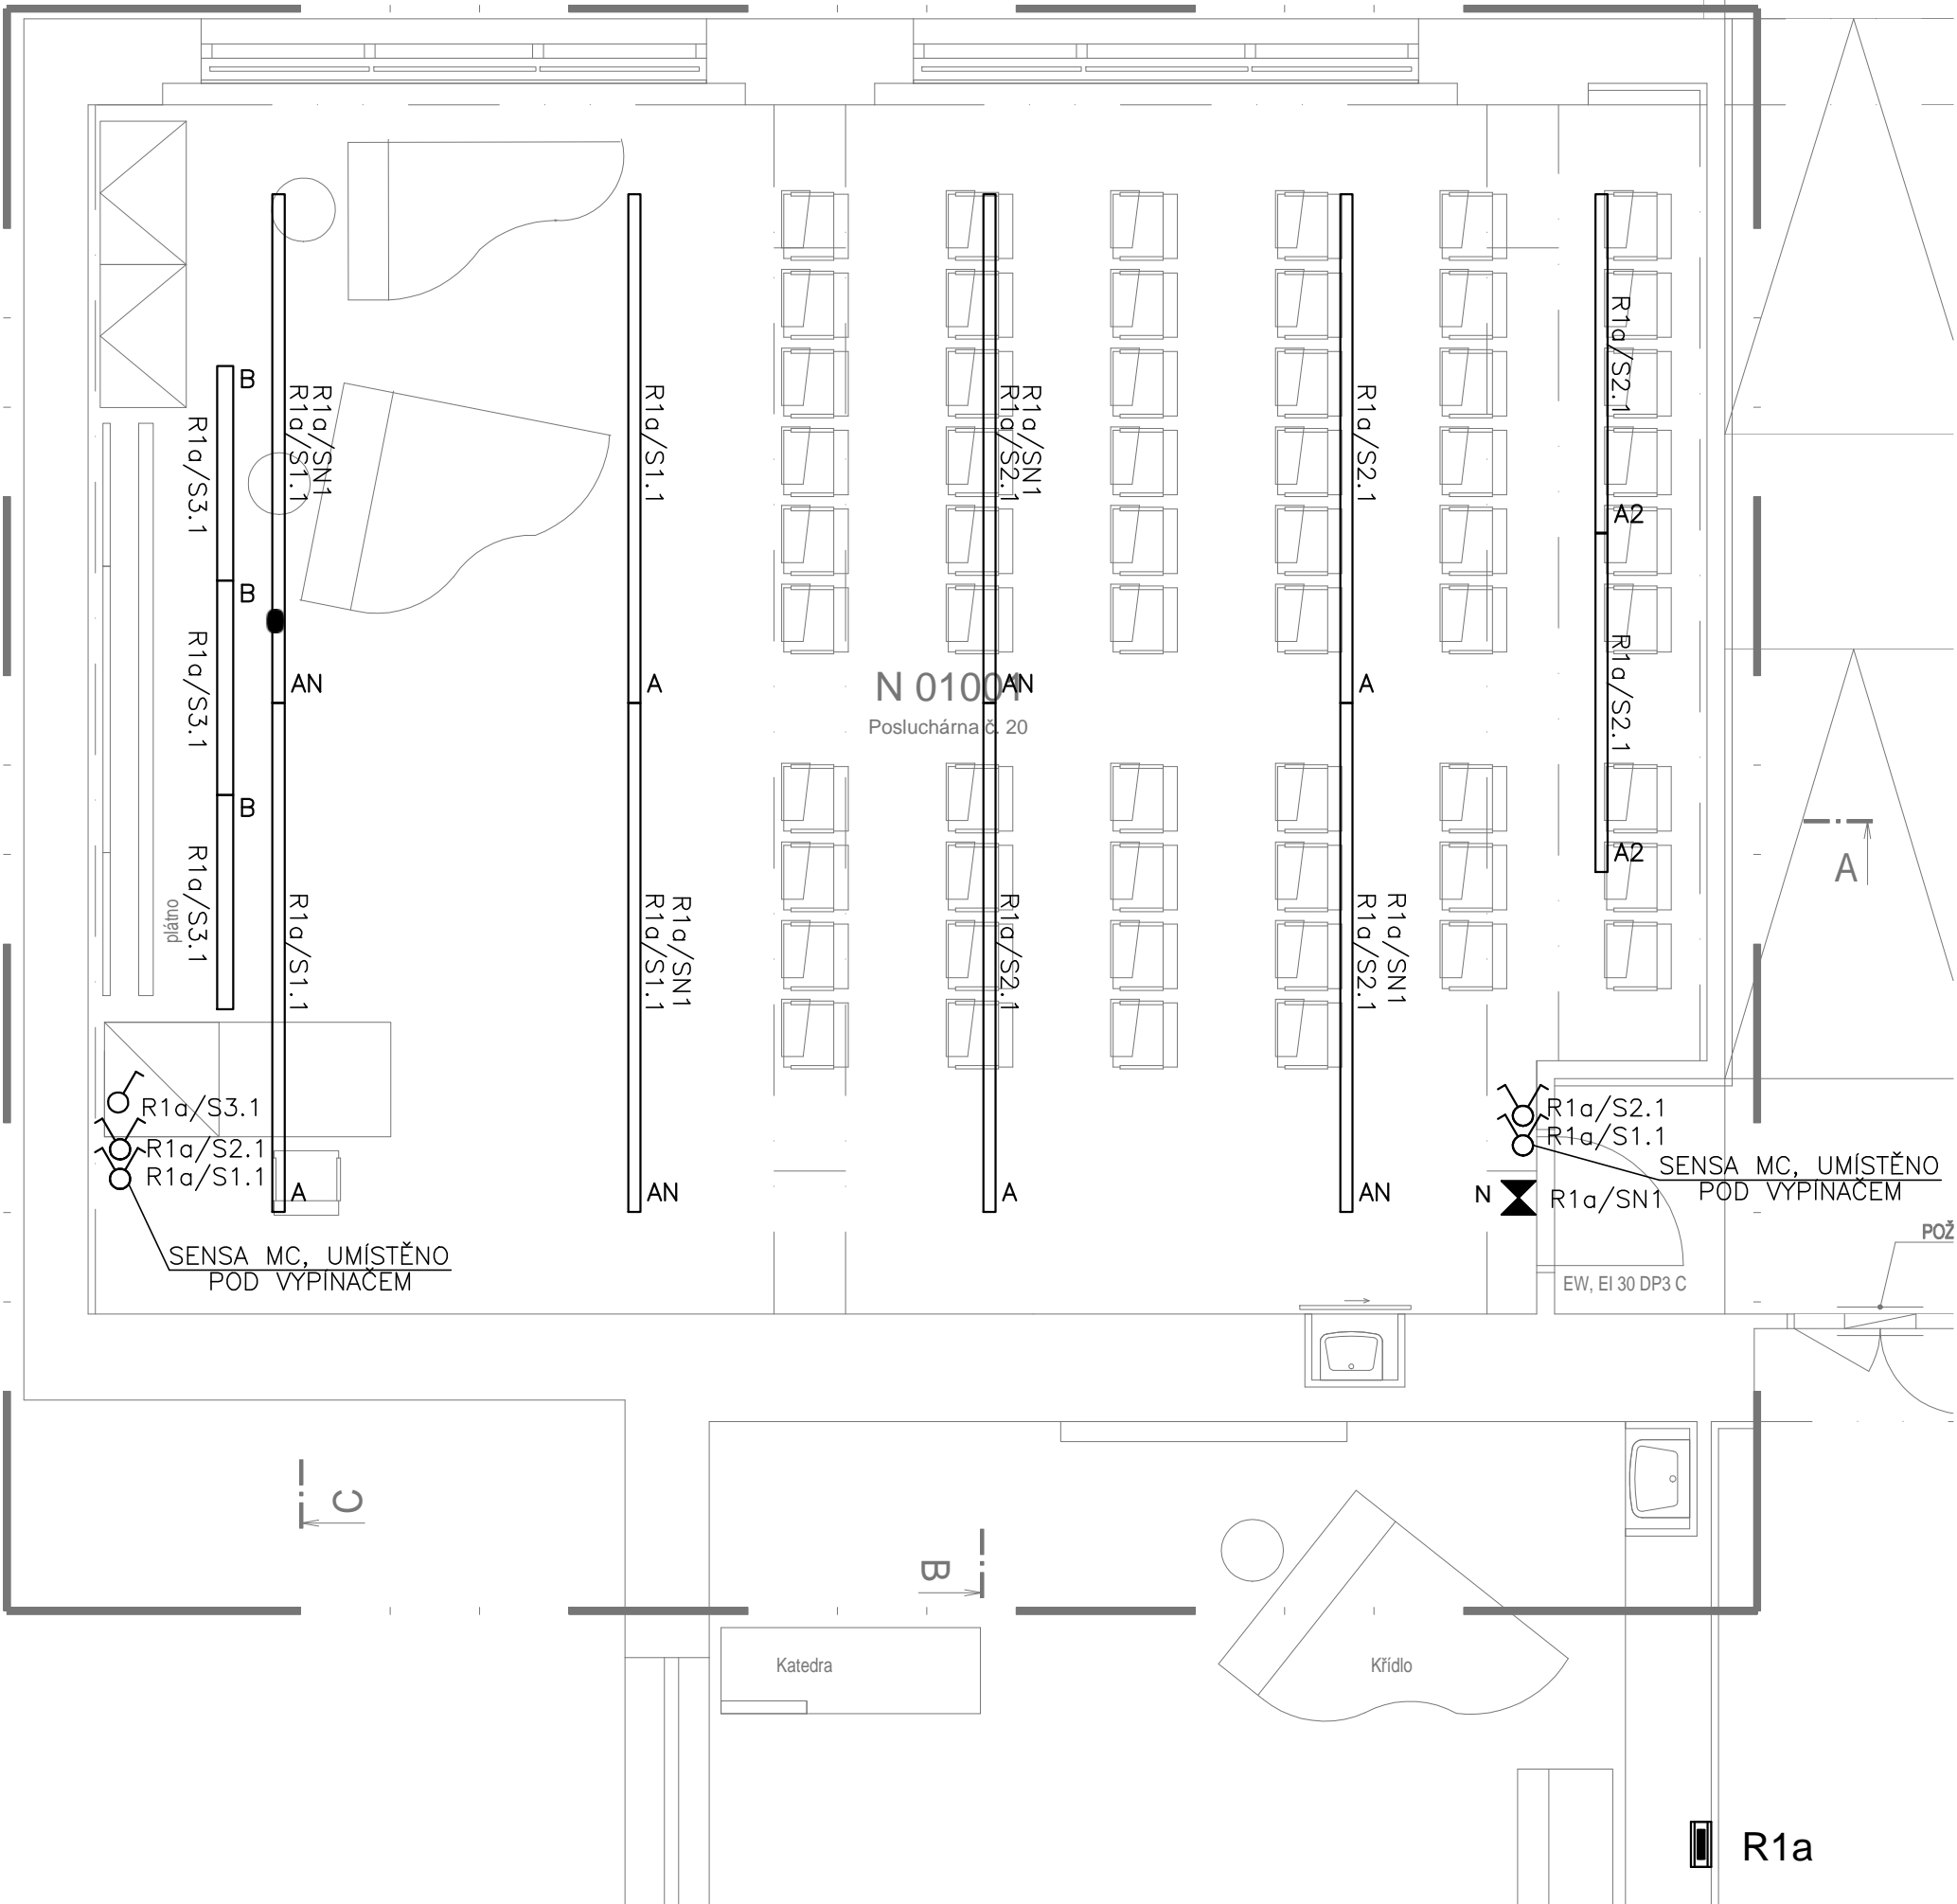 R1a/S2.1
B
R1a/SN1
R1a/S1.1
R1a/S1.1
R1a/SN1
R1a/S2.1
R1a/S2.1
R1a/S3.1
A2
B
R1a/S3.1
AN
A
N 01001
AN
A
R1a/S2.1
Posluchárna č. 20
B
R1a/S3.1
A2
A
plátno
R1a/S1.1
R1a/SN1
R1a/S1.1
R1a/S2.1
R1a/SN1
R1a/S2.1
R1a/S3.1
R1a/S2.1
R1a/S1.1
R1a/S2.1
R1a/S1.1
A
AN
A
AN
N
R1a/SN1
SENSA MC, UMÍSTĚNO
POD VYPÍNAČEM
POŽ
SENSA MC, UMÍSTĚNO
POD VYPÍNAČEM
EW, EI 30 DP3 C
C
B
Katedra
Křídlo
R1a